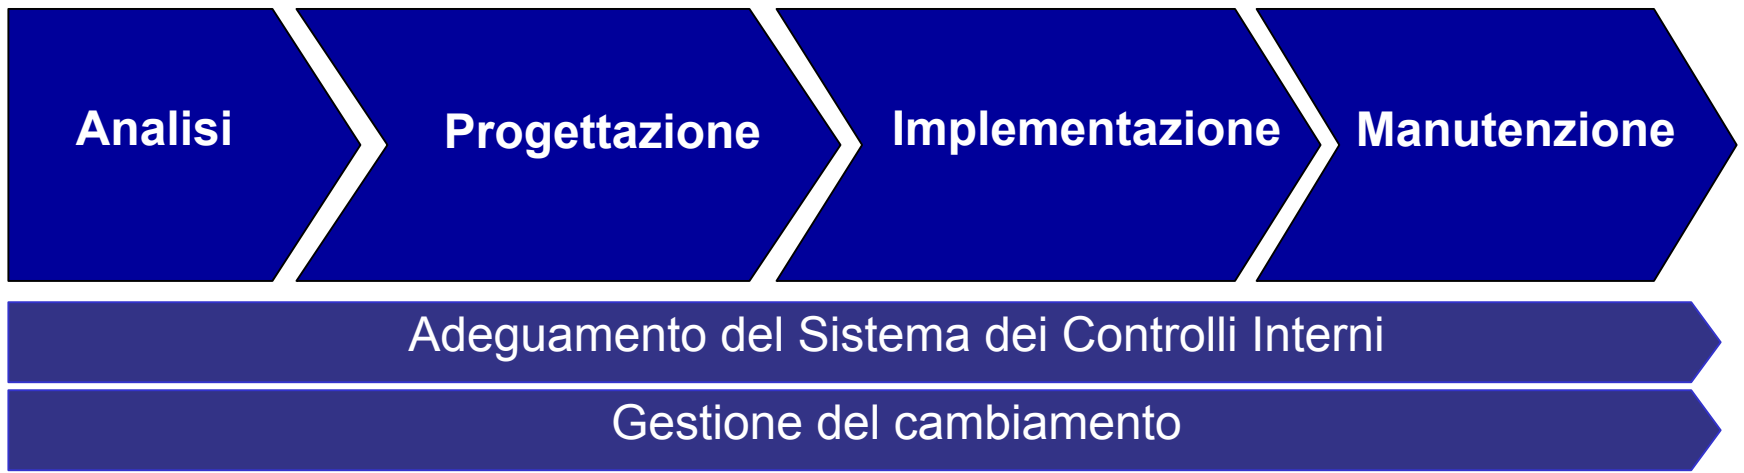 Analisi
Progettazione
Implementazione
Manutenzione
Adeguamento del Sistema dei Controlli Interni
Gestione del cambiamento